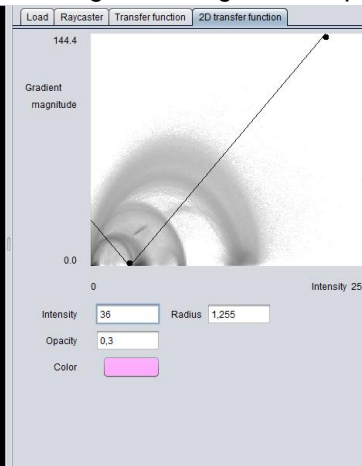 Load Raycaster Transfer function 2D transfer function
144.4
Gradient
magnitude
0.0
0 Intensity 25
Intensity 36 Radius 1,255
Opacity 0,3
Color